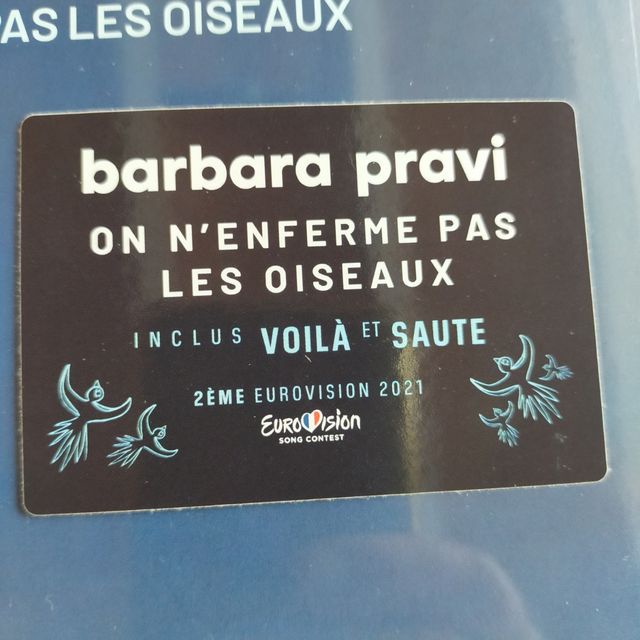 PAS LES OISEAUX
barbara pravi
ON N'ENFERME PAS
LES OISEAUX
INCLUS VOILÀ ET SAUTE
2ÈME EUROVISION 2021
EUROVISION
SONG CONTEST